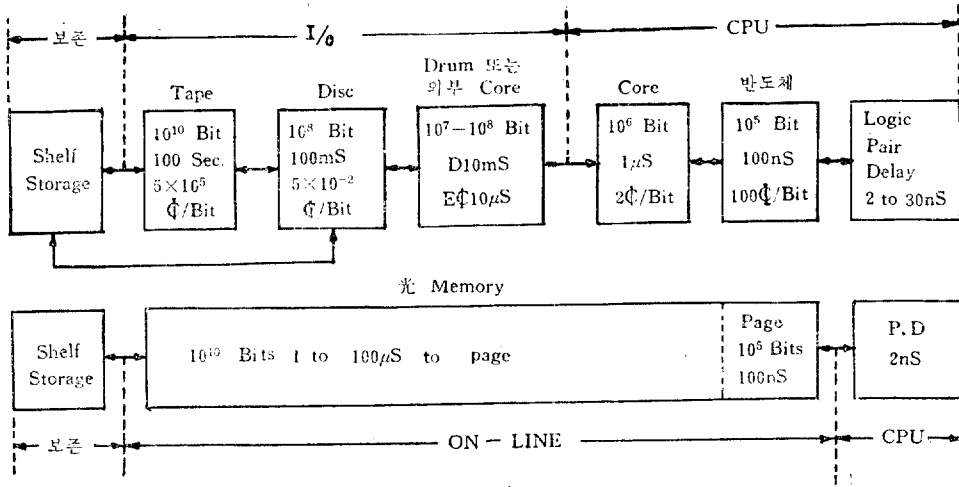 보존
I/O
CPU
Tape
Disc
Drum 또는
외부 Core
Core
반도체
Shelf
Storage
10¹⁰ Bit
100 Sec.
5×10⁵
₵/Bit
10⁸ Bit
100mS
5×10⁻²
₵/Bit
10⁷－10⁸ Bit
D10mS
E₵10μS
10⁶ Bit
1μS
2₵/Bit
10⁵ Bit
100nS
100₵/Bit
Logic
Pair
Delay
2 to 30nS
光 Memory
Shelf
Storage
10¹⁰ Bits 1 to 100μS to page
Page
10⁵ Bits
100nS
P.D
2nS
보존
ON－LINE
CPU